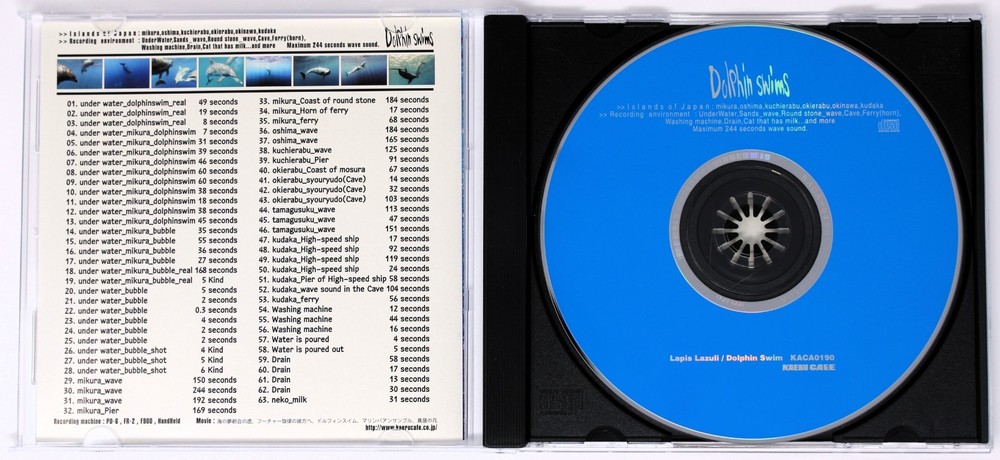 >> Islands of Japan: mikura,oshima,kuchierabu,okierabu,okinawa,kudaka
>> Recording environment : UnderWater,Sands_wave,Round stone_wave,Cave,Ferry(horn),
Washing machine,Drain,Cat that has milk...and more Maximum 244 seconds wave sound.
Dolphin swims
01. under water_dolphinswim_real 49 seconds
02. under water_dolphinswim_real 19 seconds
03. under water_dolphinswim_real 8 seconds
04. under water_mikura_dolphinswim 7 seconds
05. under water_mikura_dolphinswim 31 seconds
06. under water_mikura_dolphinswim 39 seconds
07. under water_mikura_dolphinswim 46 seconds
08. under water_mikura_dolphinswim 60 seconds
09. under water_mikura_dolphinswim 60 seconds
10. under water_mikura_dolphinswim 38 seconds
11. under water_mikura_dolphinswim 18 seconds
12. under water_mikura_dolphinswim 38 seconds
13. under water_mikura_dolphinswim 45 seconds
14. under water_mikura_bubble 35 seconds
15. under water_mikura_bubble 55 seconds
16. under water_mikura_bubble 36 seconds
17. under water_mikura_bubble 27 seconds
18. under water_mikura_bubble_real 168 seconds
19. under water_mikura_bubble_real 5 Kind
20. under water_bubble 5 seconds
21. under water_bubble 2 seconds
22. under water_bubble 0.3 seconds
23. under water_bubble 4 seconds
24. under water_bubble 2 seconds
25. under water_bubble 2 seconds
26. under water_bubble_shot 4 Kind
27. under water_bubble_shot 5 Kind
28. under water_bubble_shot 6 Kind
29. mikura_wave 150 seconds
30. mikura_wave 244 seconds
31. mikura_wave 192 seconds
32. mikura_Pier 169 seconds
33. mikura_Coast of round stone 184 seconds
34. mikura_Horn of ferry 17 seconds
35. mikura_ferry 68 seconds
36. oshima_wave 184 seconds
37. oshima_wave 165 seconds
38. kuchierabu_wave 125 seconds
39. kuchierabu_Pier 91 seconds
40. okierabu_Coast of mosura 67 seconds
41. okierabu_syouryudo(Cave) 14 seconds
42. okierabu_syouryudo(Cave) 32 seconds
43. okierabu_syouryudo(Cave) 103 seconds
44. tamagusuku_wave 113 seconds
45. tamagusuku_wave 47 seconds
46. tamagusuku_wave 151 seconds
47. kudaka_High-speed ship 17 seconds
48. kudaka_High-speed ship 92 seconds
49. kudaka_High-speed ship 119 seconds
50. kudaka_High-speed ship 24 seconds
51. kudaka_Pier of High-speed ship 58 seconds
52. kudaka_wave sound in the Cave 104 seconds
53. kudaka_ferry 56 seconds
54. Washing machine 12 seconds
55. Washing machine 44 seconds
56. Washing machine 16 seconds
57. Water is poured 4 seconds
58. Water is poured out 5 seconds
59. Drain 58 seconds
60. Drain 17 seconds
61. Drain 13 seconds
62. Drain 30 seconds
63. neko_milk 31 seconds
Recording machine : PD-6 , FR-2 , F900 , HandHeld Movie :
Dolphin swims
>>Islands of Japan: mikura,oshima,kuchierabu,okierabu,okinawa,kudaka
>> Recording environment : UnderWater,Sands_wave,Round stone_wave,Cave,Ferry(horn),
Washing machine,Drain,Cat that has milk...and more
Maximum 244 seconds wave sound.
Lapis Lazuli / Dolphin Swim KACA0190